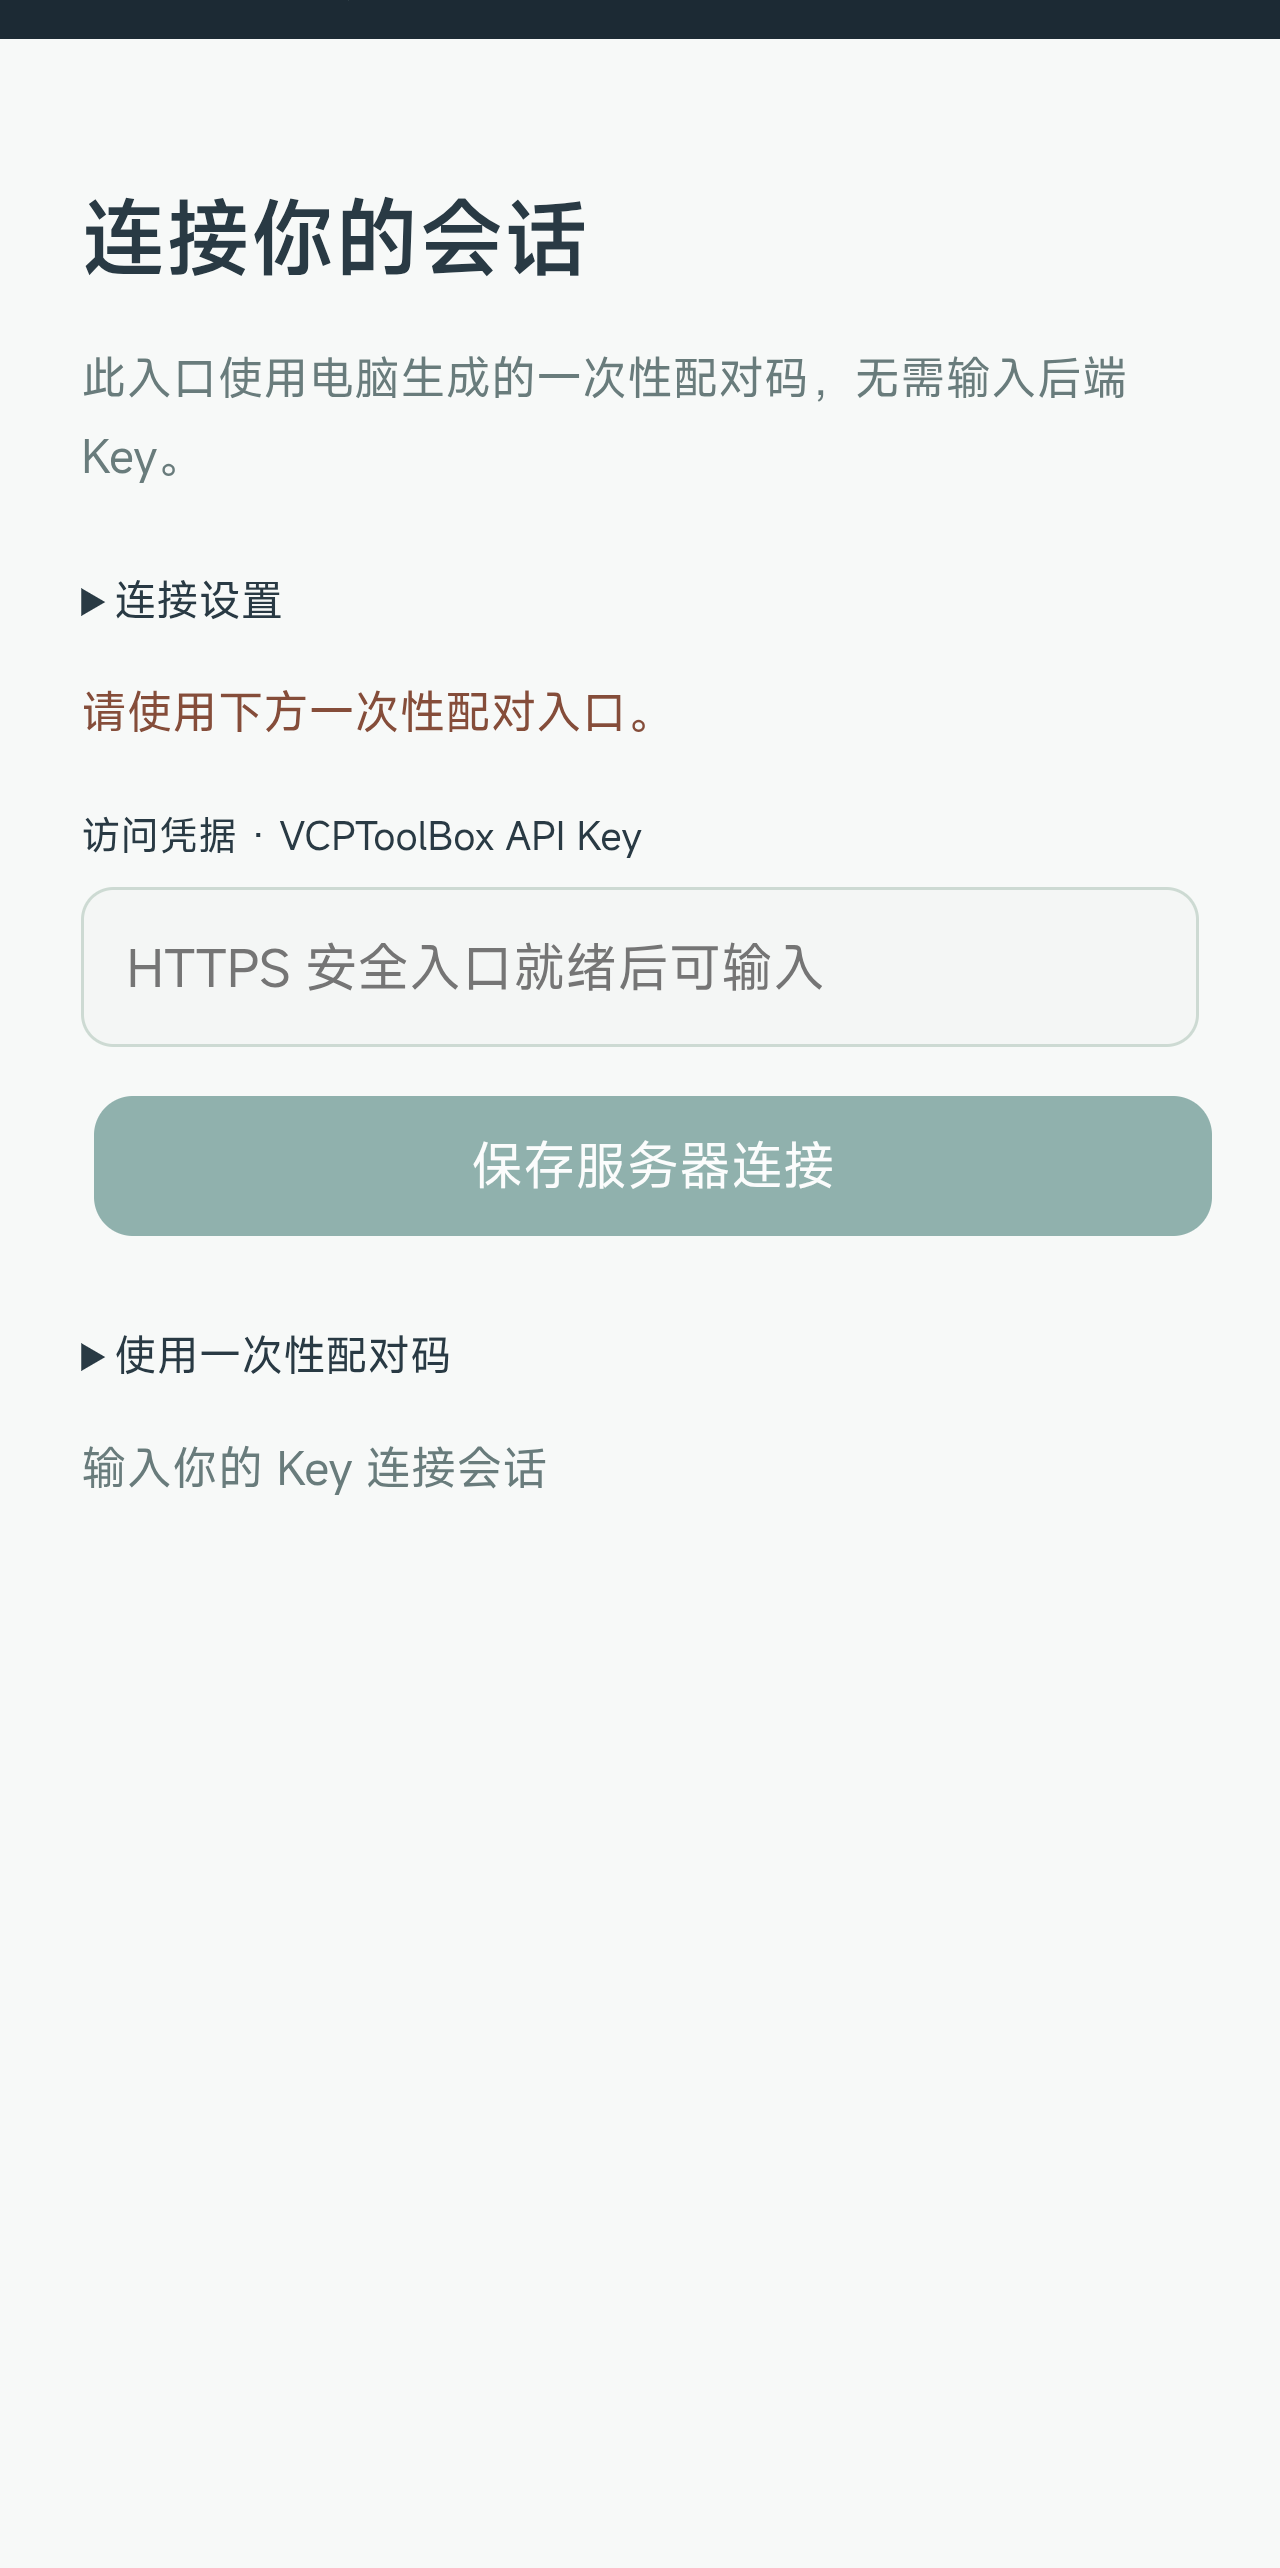 连接你的会话
此入口使用电脑生成的一次性配对码，无需输入后端
Key。
连接设置
请使用下方一次性配对入口。
访问凭据 · VCPToolBox API Key
HTTPS 安全入口就绪后可输入
保存服务器连接
使用一次性配对码
输入你的 Key 连接会话